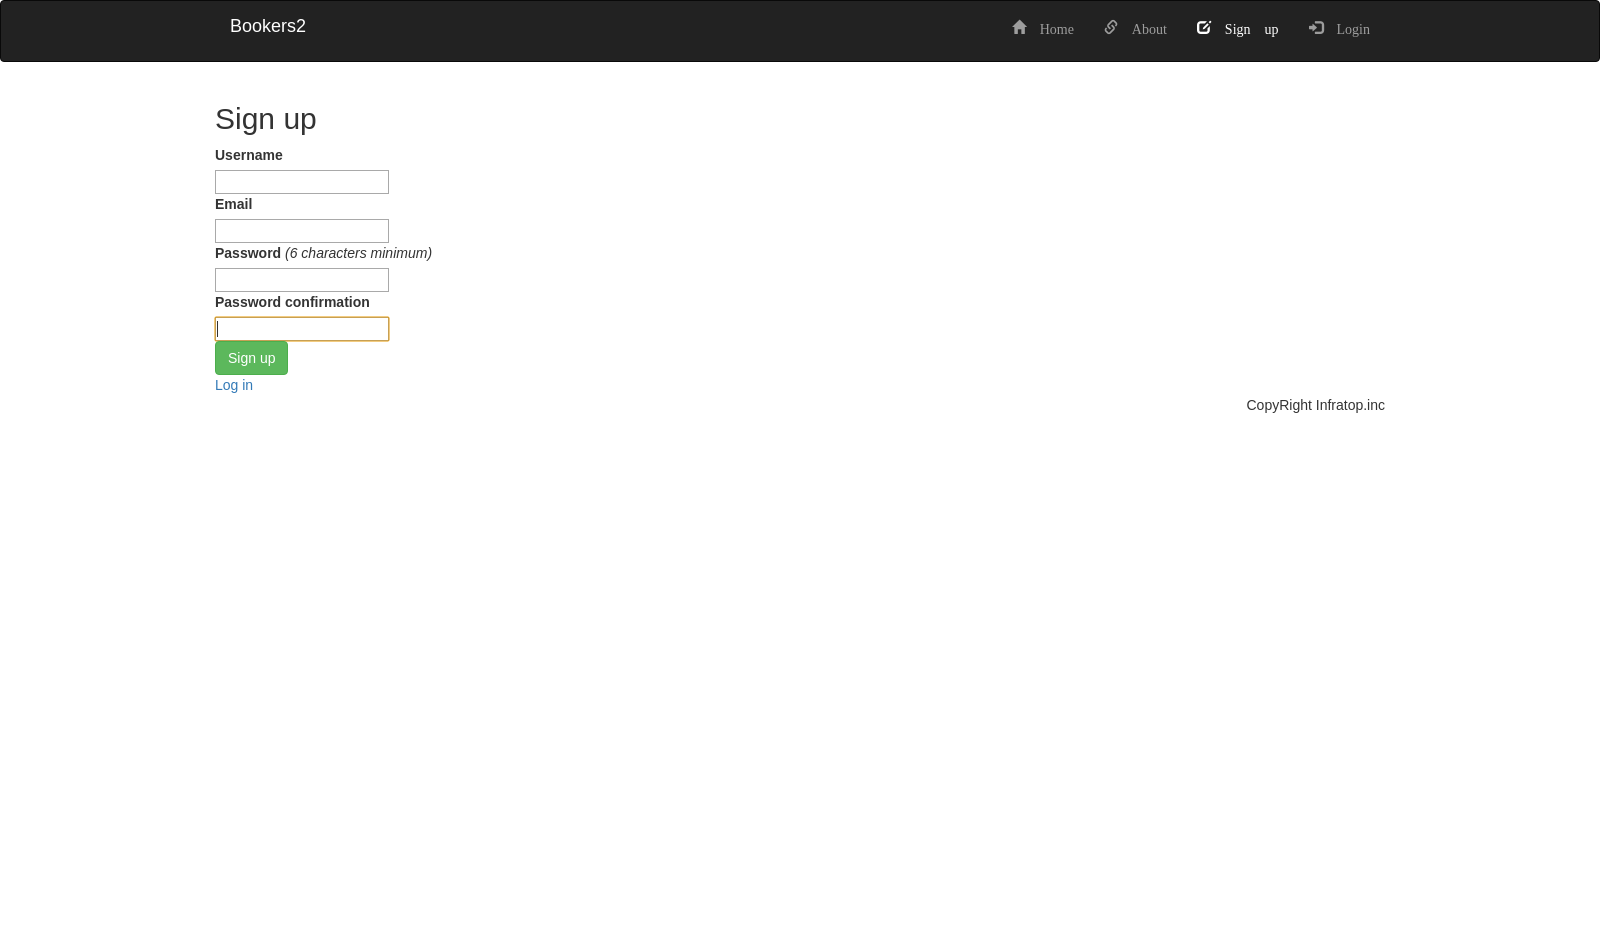 Bookers2 Home About Sign up Login
Sign up
Username
Email
Password (6 characters minimum)
Password confirmation
Sign up
Log in
CopyRight Infratop.inc